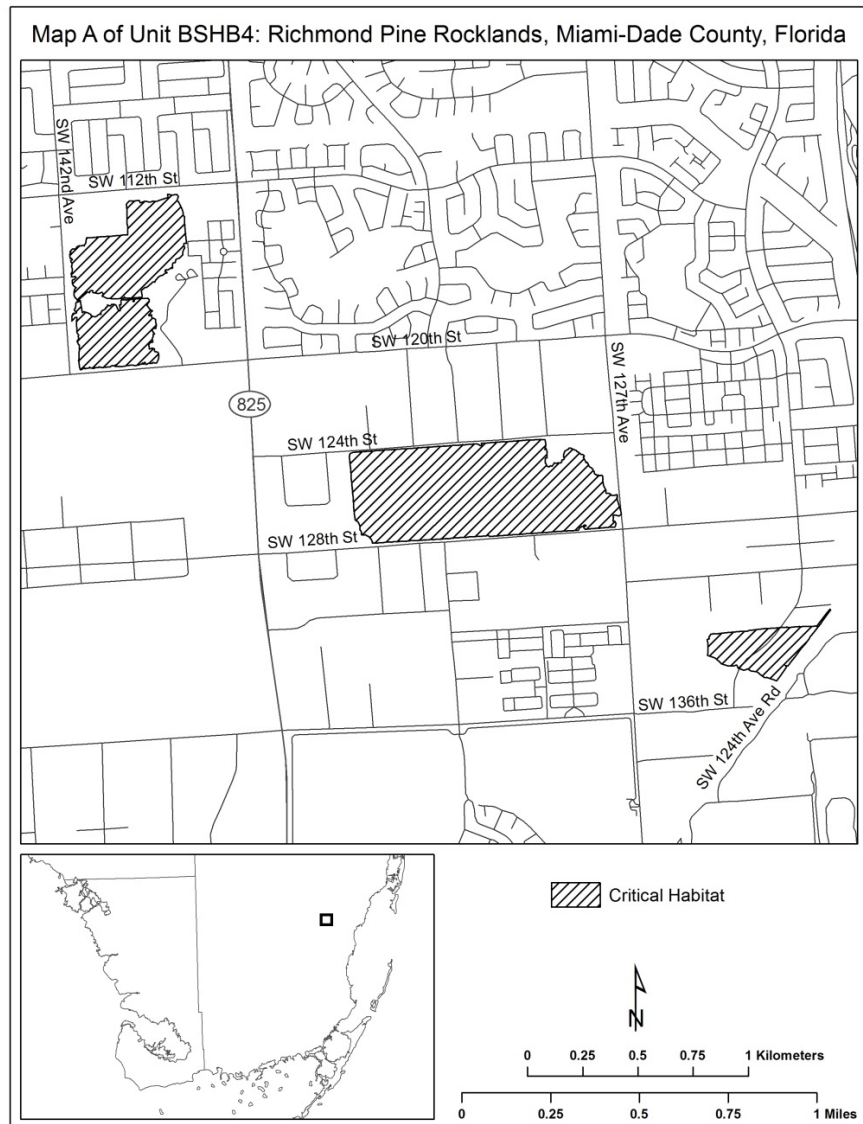 Map A of Unit BSHB4: Richmond Pine Rocklands, Miami-Dade County, Florida
SW 142nd Ave
SW 112th St
SW 120th St
SW 127th Ave
825
SW 124th St
SW 128th St
SW 136th St
SW 124th Ave Rd
Critical Habitat
N
0 0.25 0.5 0.75 1 Kilometers
0 0.25 0.5 0.75 1 Miles